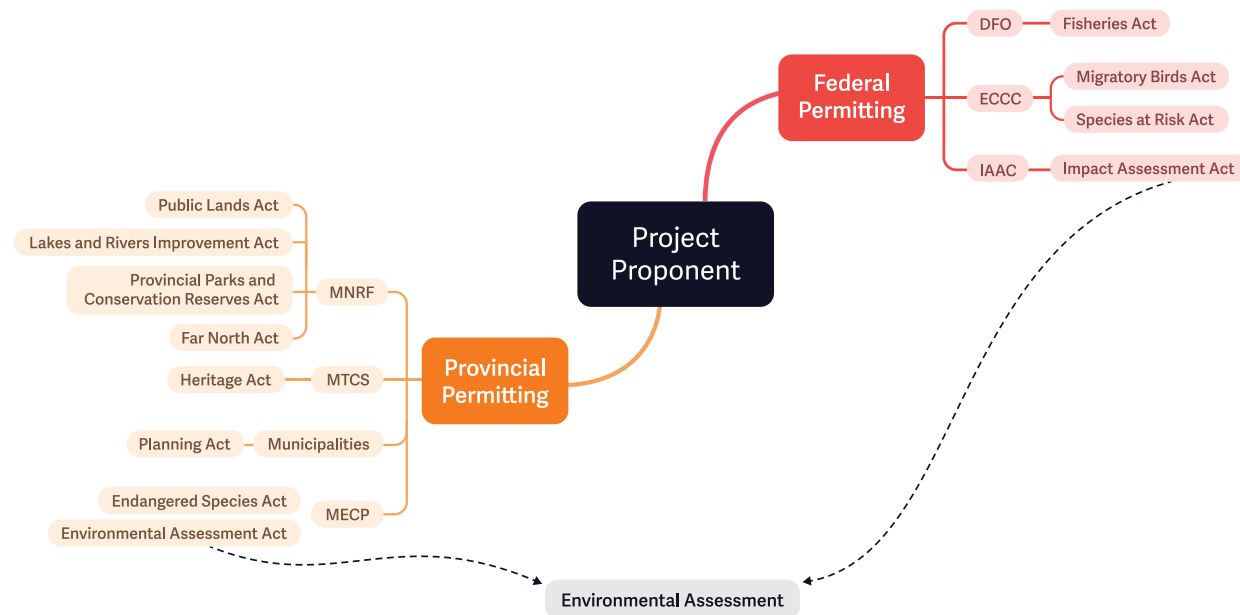 DFO
Fisheries Act
Federal
Permitting
Migratory Birds Act
ECCC
Species at Risk Act
IAAC
Impact Assessment Act
Project
Proponent
Public Lands Act
Lakes and Rivers Improvement Act
Provincial Parks and
Conservation Reserves Act
MNRF
Far North Act
Provincial
Permitting
Heritage Act
MTCS
Planning Act
Municipalities
Endangered Species Act
MECP
Environmental Assessment Act
Environmental Assessment